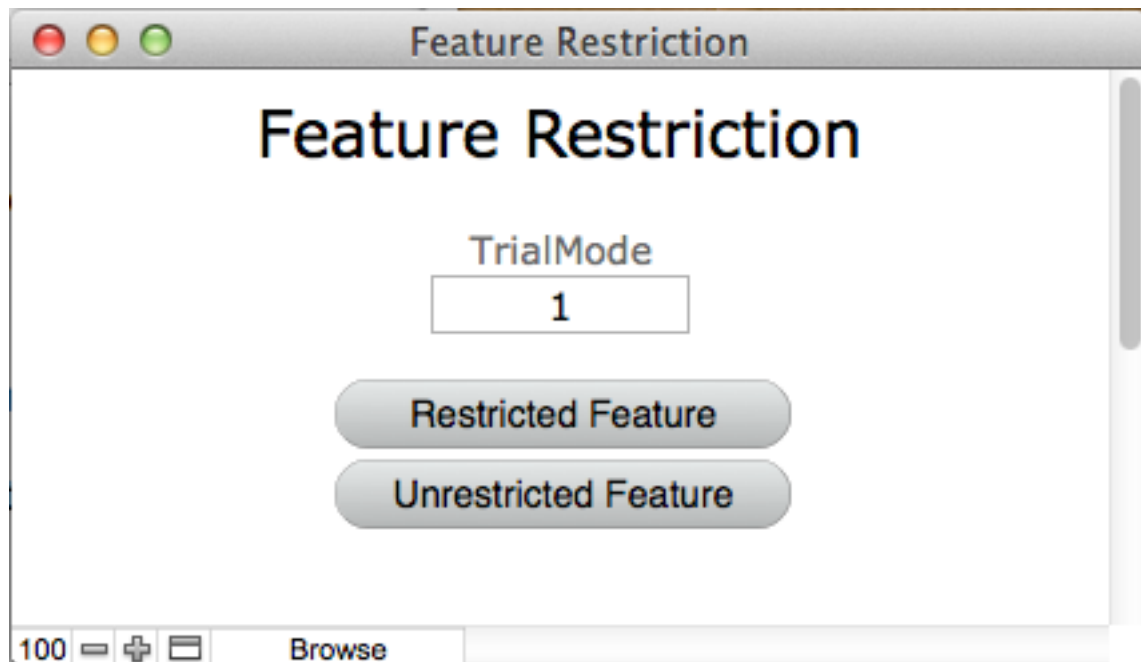 Feature Restriction
Feature Restriction
TrialMode
1
Restricted Feature
Unrestricted Feature
100 Browse